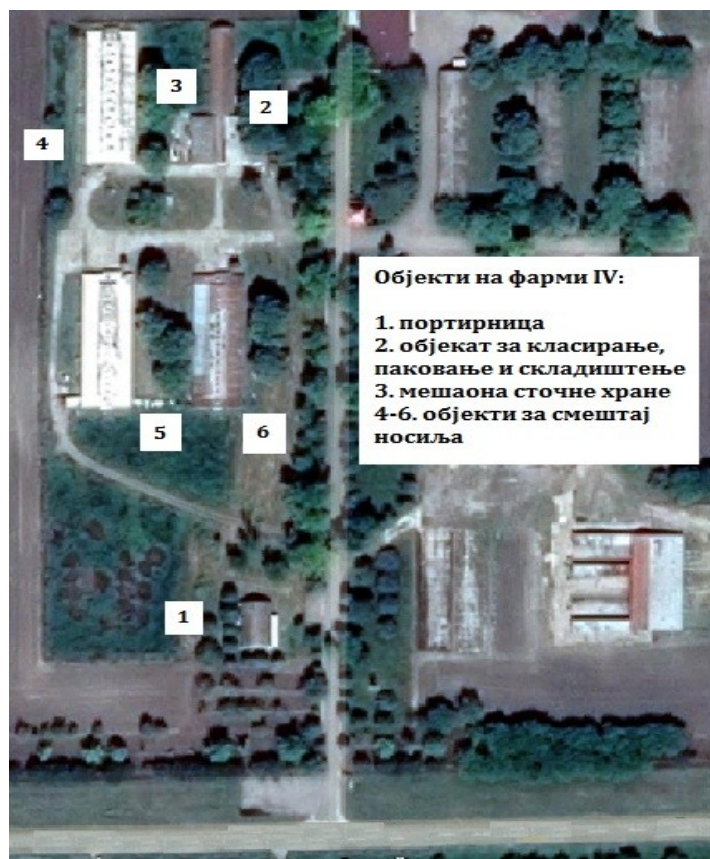 3
2
4
Објекти на фарми IV:
1. портирница
2. објекат за класирање,
паковање и складиштење
3. мешаона сточне хране
4-6. објекти за смештај
носиља
5
6
1